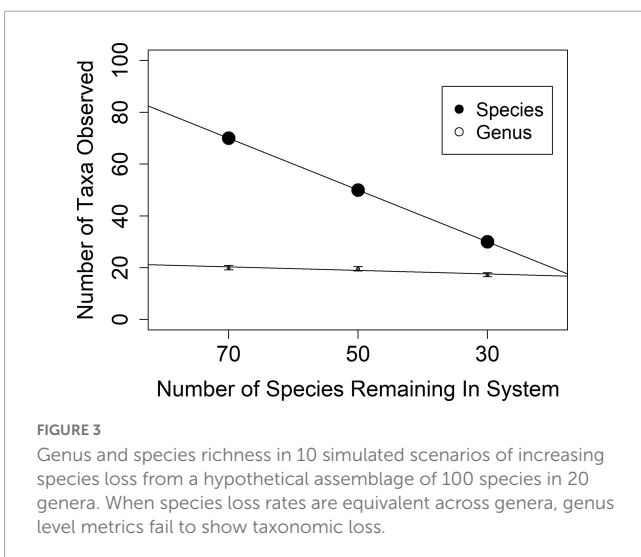 Number of Taxa Observed
100
80
60
40
20
0
Species
Genus
70
50
30
Number of Species Remaining In System
FIGURE 3
Genus and species richness in 10 simulated scenarios of increasing
species loss from a hypothetical assemblage of 100 species in 20
genera. When species loss rates are equivalent across genera, genus
level metrics fail to show taxonomic loss.